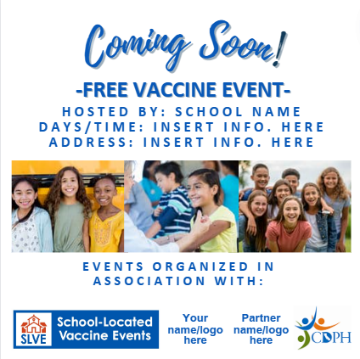 Coming Soon!
-FREE VACCINE EVENT-
HOSTED BY: SCHOOL NAME
DAYS/TIME: INSERT INFO. HERE
ADDRESS: INSERT INFO. HERE
EVENTS ORGANIZED IN
ASSOCIATION WITH:
SLVE
School-Located
Vaccine Events
Your
name/logo
here
Partner
name/logo
here
CDPH